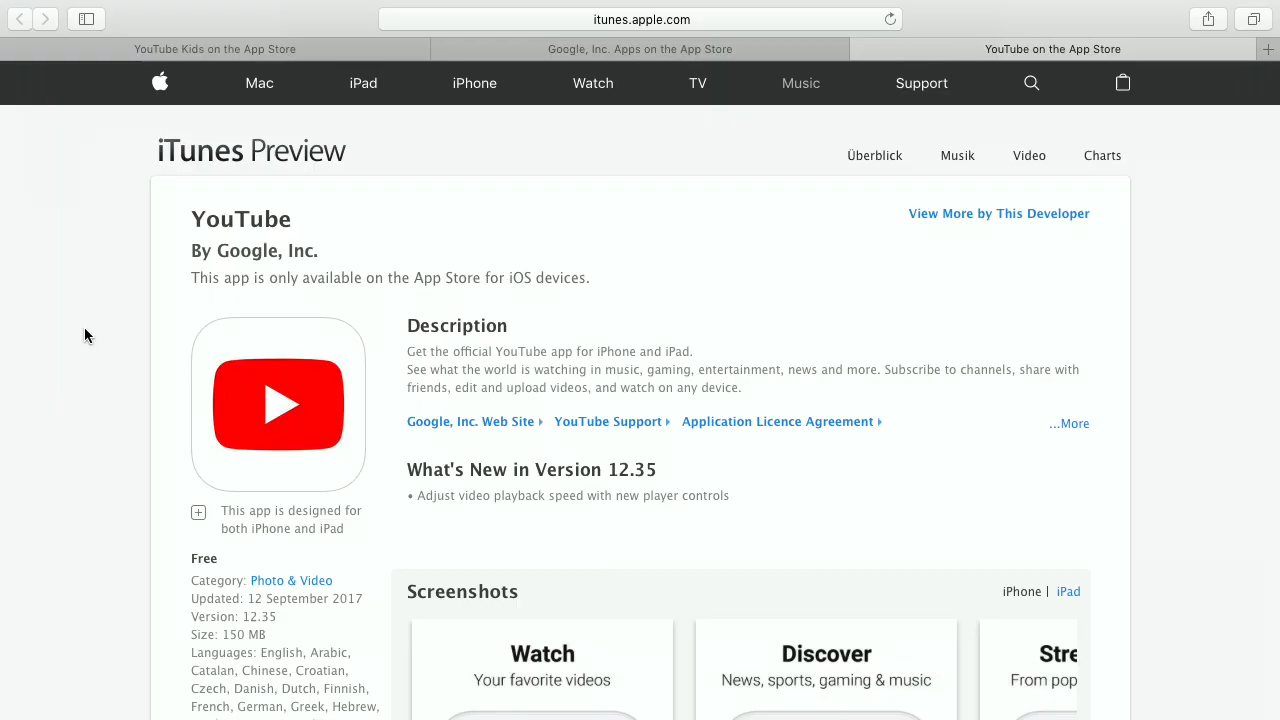 itunes.apple.com
YouTube Kids on the App Store
Google, Inc. Apps on the App Store
YouTube on the App Store
Mac
iPad
iPhone
Watch
TV
Music
Support
iTunes Preview
Überblick
Musik
Video
Charts
YouTube
View More by This Developer
By Google, Inc.
This app is only available on the App Store for iOS devices.
Description
Get the official YouTube app for iPhone and iPad.
See what the world is watching in music, gaming, entertainment, news and more. Subscribe to channels, share with
friends, edit and upload videos, and watch on any device.
Google, Inc. Web Site
YouTube Support
Application Licence Agreement
...More
What's New in Version 12.35
• Adjust video playback speed with new player controls
This app is designed for
both iPhone and iPad
Free
Category: Photo & Video
Updated: 12 September 2017
Version: 12.35
Size: 150 MB
Languages: English, Arabic,
Catalan, Chinese, Croatian,
Czech, Danish, Dutch, Finnish,
French, German, Greek, Hebrew,
Screenshots
iPhone | iPad
Watch
Your favorite videos
Discover
News, sports, gaming & music
Stre
From pop